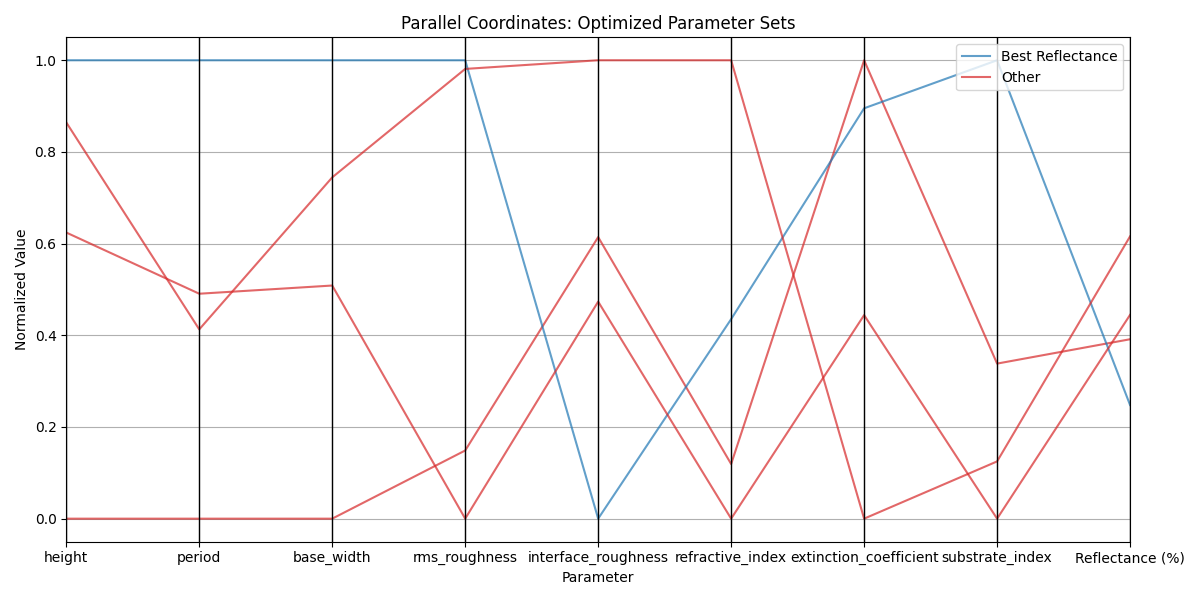 Parallel Coordinates: Optimized Parameter Sets
Best Reflectance
Other
Normalized Value
1.0
0.8
0.6
0.4
0.2
0.0
height period base_width rms_roughness interface_roughness refractive_index extinction_coefficient substrate_index Reflectance (%)
Parameter